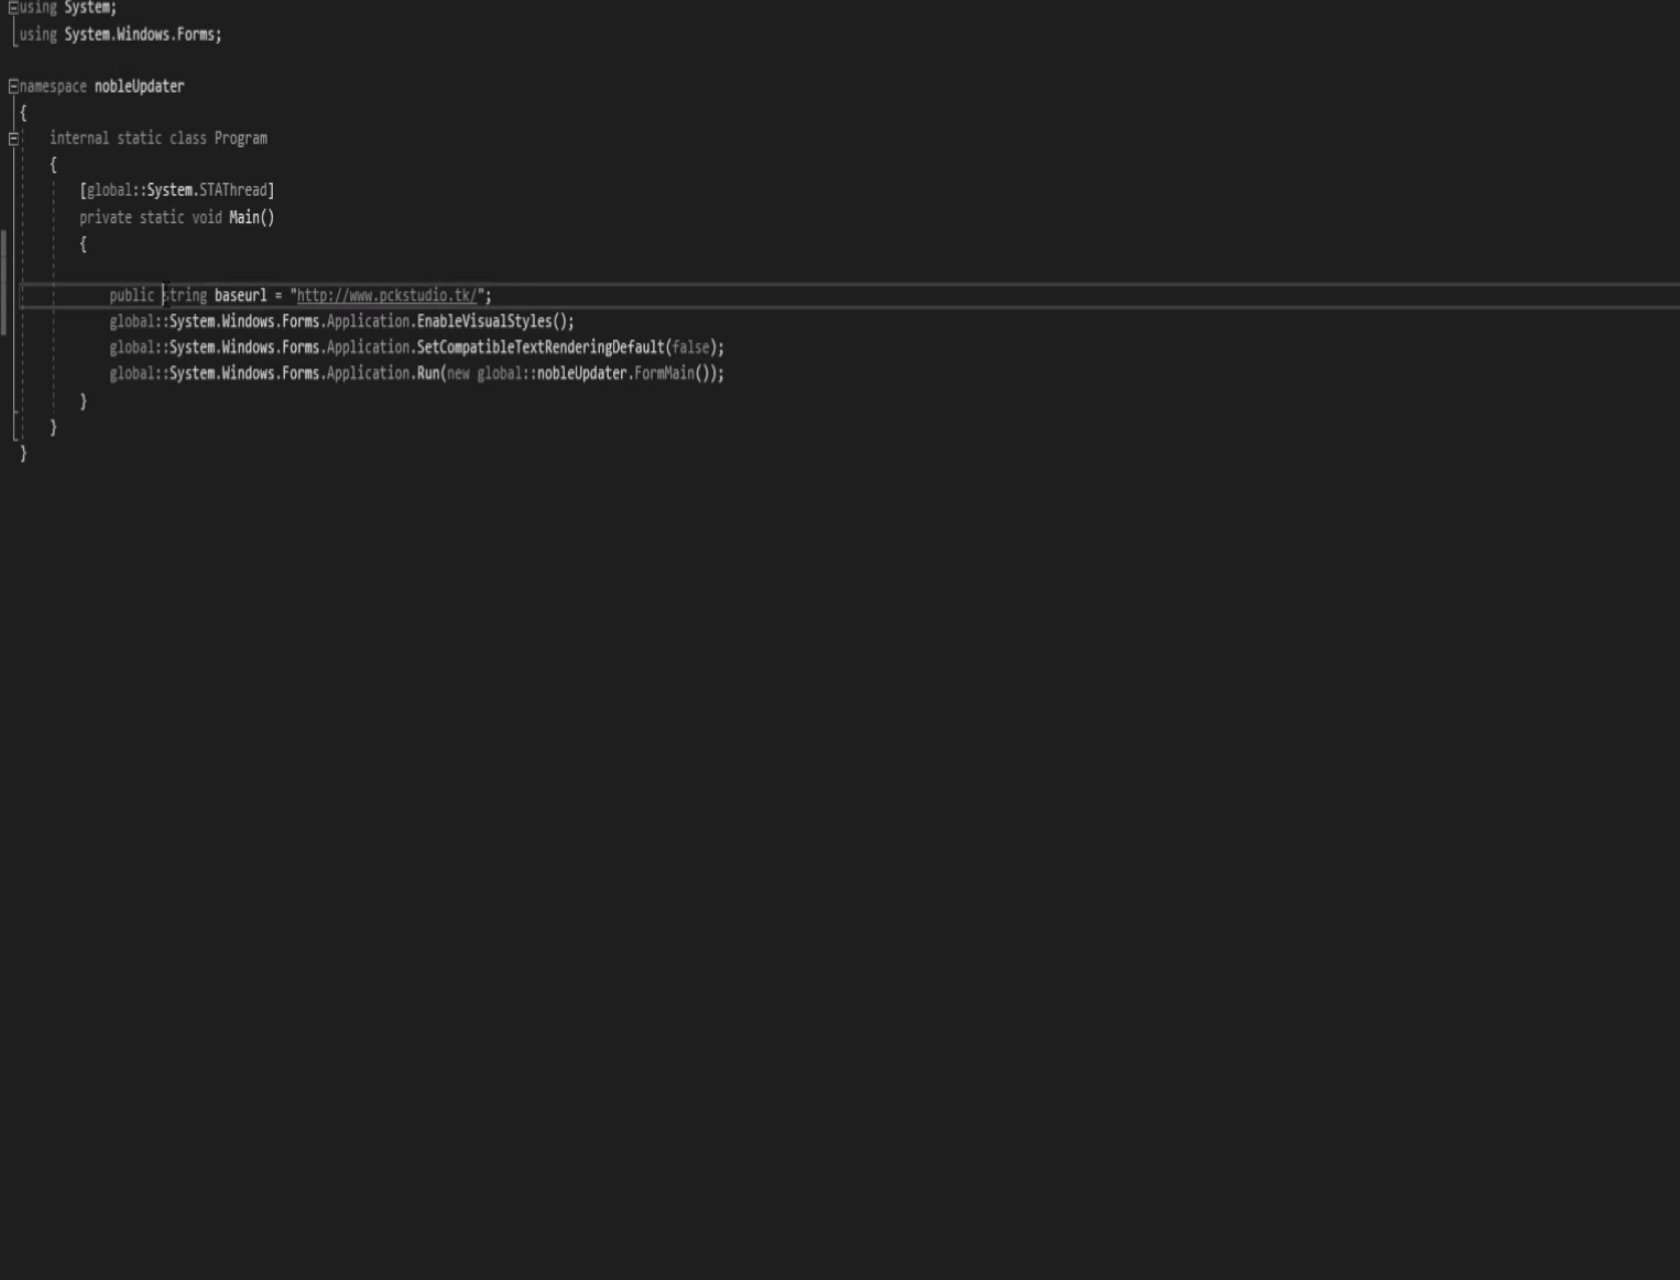 using System;
using System.Windows.Forms;
namespace nobleUpdater
{
internal static class Program
{
[global::System.STAThread]
private static void Main()
{
public string baseurl = "http://www.pckstudio.tk/";
global::System.Windows.Forms.Application.EnableVisualStyles();
global::System.Windows.Forms.Application.SetCompatibleTextRenderingDefault(false);
global::System.Windows.Forms.Application.Run(new global::nobleUpdater.FormMain());
}
}
}